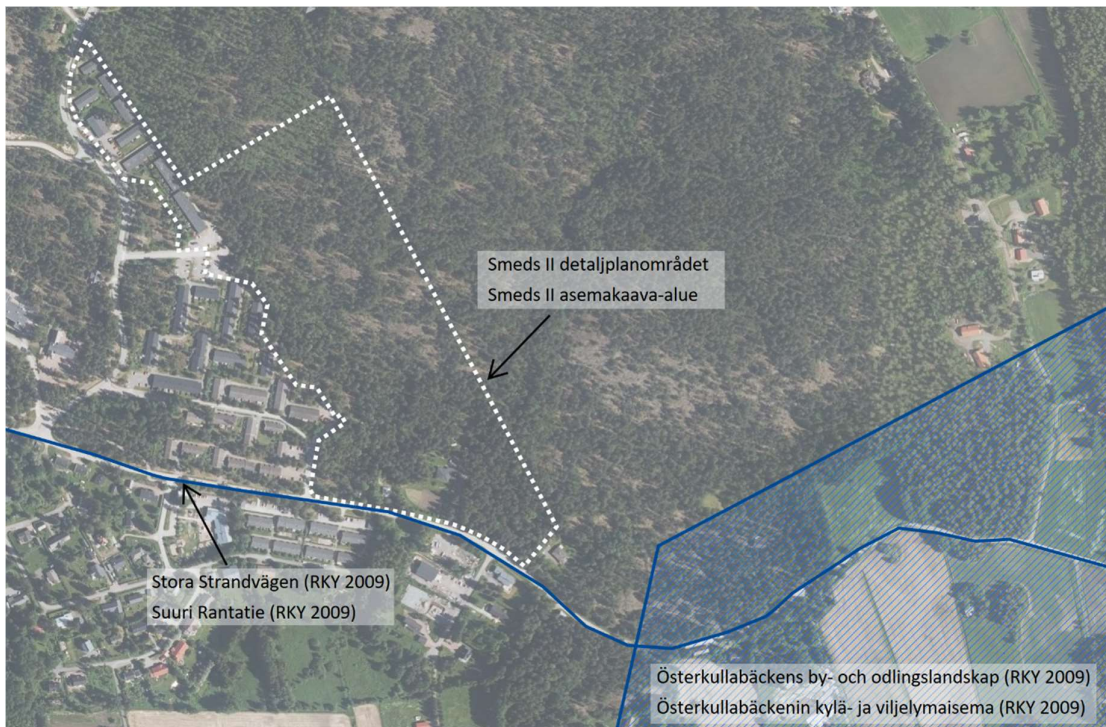 Smeds II detaljplanområdet
Smeds II asemakaava-alue
Stora Strandvägen (RKY 2009)
Suuri Rantatie (RKY 2009)
Österkullabäckens by- och odlingslandskap (RKY 2009)
Österkullabäckenin kylä- ja viljelymaisema (RKY 2009)